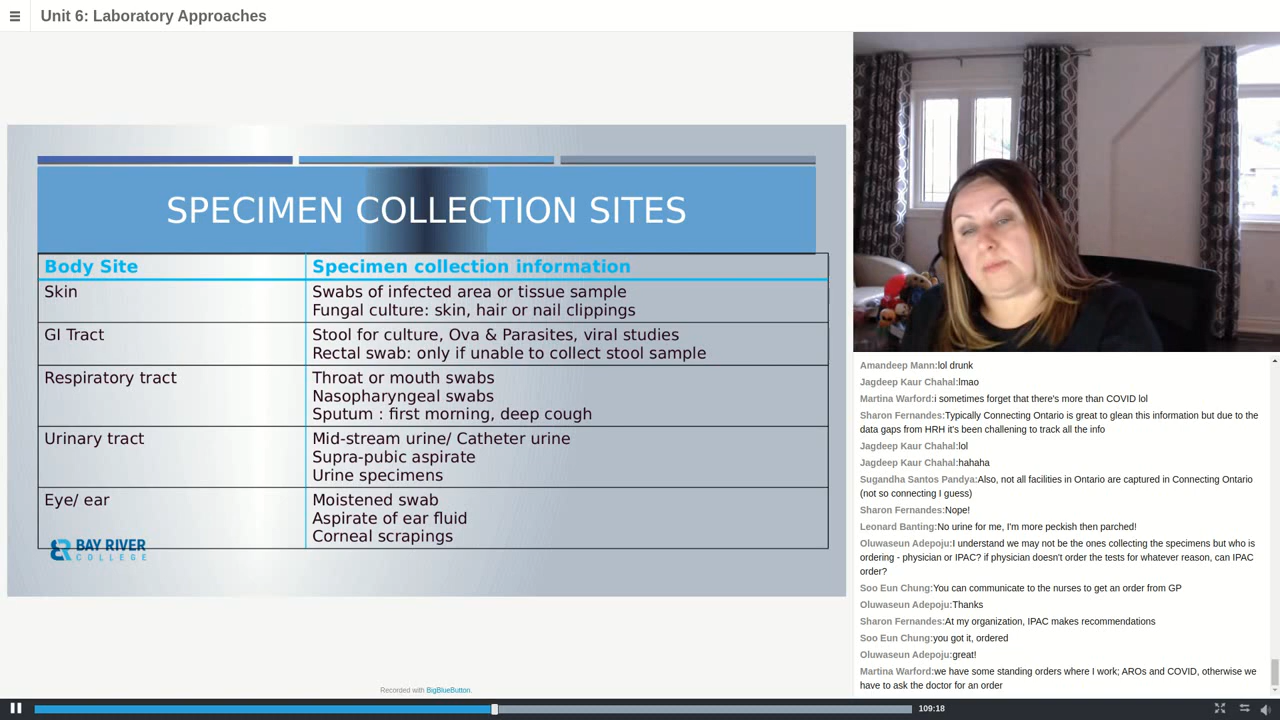 Unit 6: Laboratory Approaches
SPECIMEN COLLECTION SITES
Body Site
Specimen collection information
Skin
Swabs of infected area or tissue sample
Fungal culture: skin, hair or nail clippings
GI Tract
Stool for culture, Ova & Parasites, viral studies
Rectal swab: only if unable to collect stool sample
Respiratory tract
Throat or mouth swabs
Nasopharyngeal swabs
Sputum : first morning, deep cough
Urinary tract
Mid-stream urine/ Catheter urine
Supra-pubic aspirate
Urine specimens
Eye/ ear
Moistened swab
Aspirate of ear fluid
Corneal scrapings
BAY RIVER
COLLEGE
Recorded with BigBlueButton.
Amandeep Mann:lol drunk
Jagdeep Kaur Chahal:lmao
Martina Warford:i sometimes forget that there's more than COVID lol
Sharon Fernandes:Typically Connecting Ontario is great to glean this information but due to the
data gaps from HRH it's been challening to track all the info
Jagdeep Kaur Chahal:lol
Jagdeep Kaur Chahal:hahaha
Sugandha Santos Pandya:Also, not all facilities in Ontario are captured in Connecting Ontario
(not so connecting I guess)
Sharon Fernandes:Nope!
Leonard Banting:No urine for me, I'm more peckish then parched!
Oluwaseun Adepoju:I understand we may not be the ones collecting the specimens but who is
ordering - physician or IPAC? if physician doesn't order the tests for whatever reason, can IPAC
order?
Soo Eun Chung:You can communicate to the nurses to get an order from GP
Oluwaseun Adepoju:Thanks
Sharon Fernandes:At my organization, IPAC makes recommendations
Soo Eun Chung:you got it, ordered
Oluwaseun Adepoju:great!
Martina Warford:we have some standing orders where I work; AROs and COVID, otherwise we
have to ask the doctor for an order
109:18